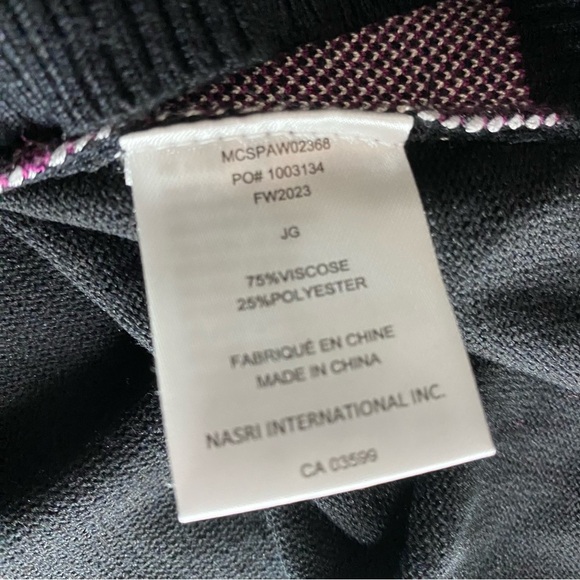 MCSPAW02368
PO# 1003134
FW2023
JG
75%VISCOSE
25%POLYESTER
FABRIQUÉ EN CHINE
MADE IN CHINA
NASRI INTERNATIONAL INC.
CA 03599